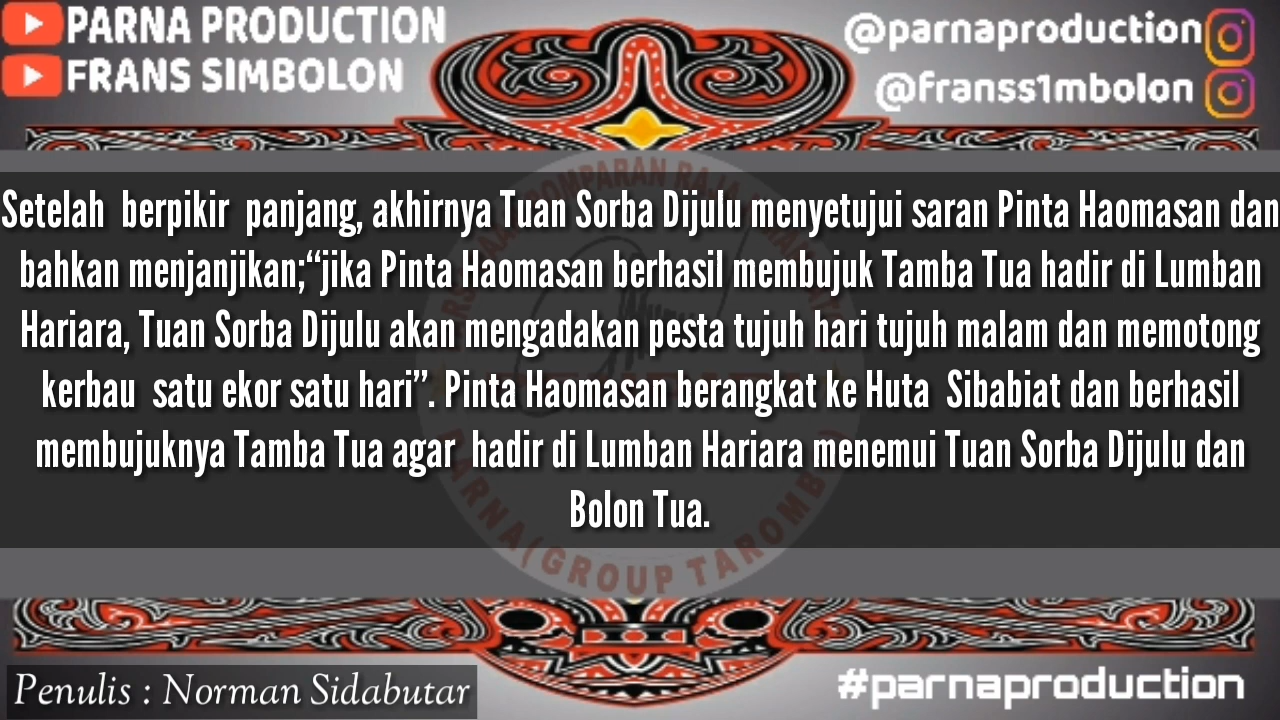 PARNA PRODUCTION
FRANS SIMBOLON
@parnaproduction
@franss1mbolon
Setelah berpikir panjang, akhirnya Tuan Sorba Dijulu menyetujui saran Pinta Haomasan dan
bahkan menjanjikan;“jika Pinta Haomasan berhasil membujuk Tamba Tua hadir di Lumban
Hariara, Tuan Sorba Dijulu akan mengadakan pesta tujuh hari tujuh malam dan memotong
kerbau satu ekor satu hari”. Pinta Haomasan berangkat ke Huta Sibabiat dan berhasil
membujuknya Tamba Tua agar hadir di Lumban Hariara menemui Tuan Sorba Dijulu dan
Bolon Tua.
PARNA(GROUP TAROMBO)
Penulis : Norman Sidabutar
#parnaproduction